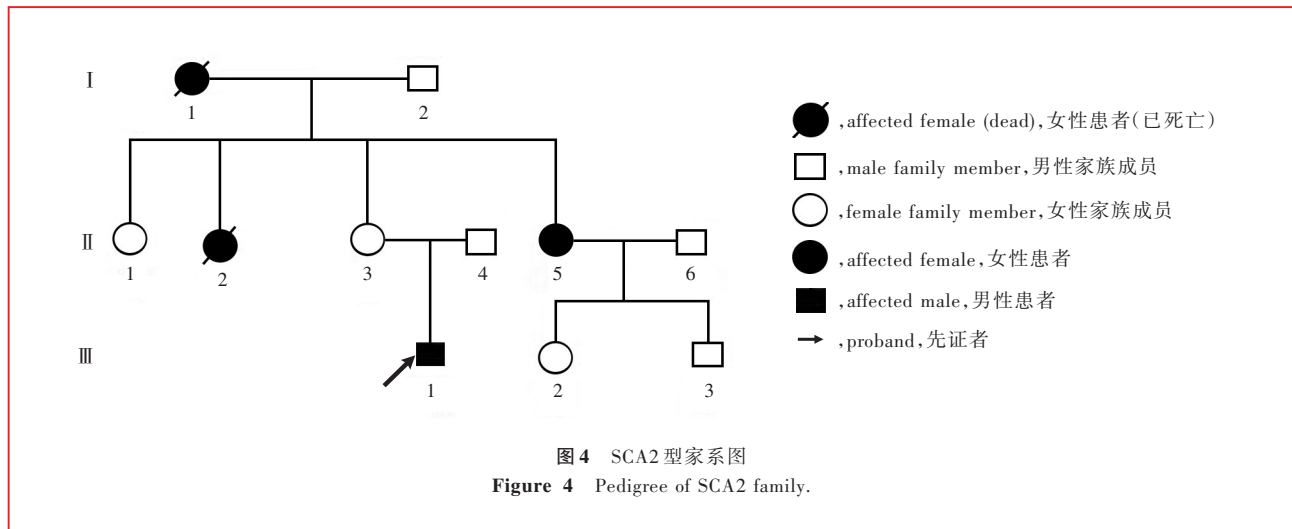 Ⅰ
1
2
,affected female (dead),女性患者(已死亡)
,male family member,男性家族成员
,female family member,女性家族成员
,affected female,女性患者
,affected male,男性患者
,proband,先证者
Ⅱ
1
2
3
4
5
6
Ⅲ
1
2
3
图4 SCA2型家系图
Figure 4 Pedigree of SCA2 family.